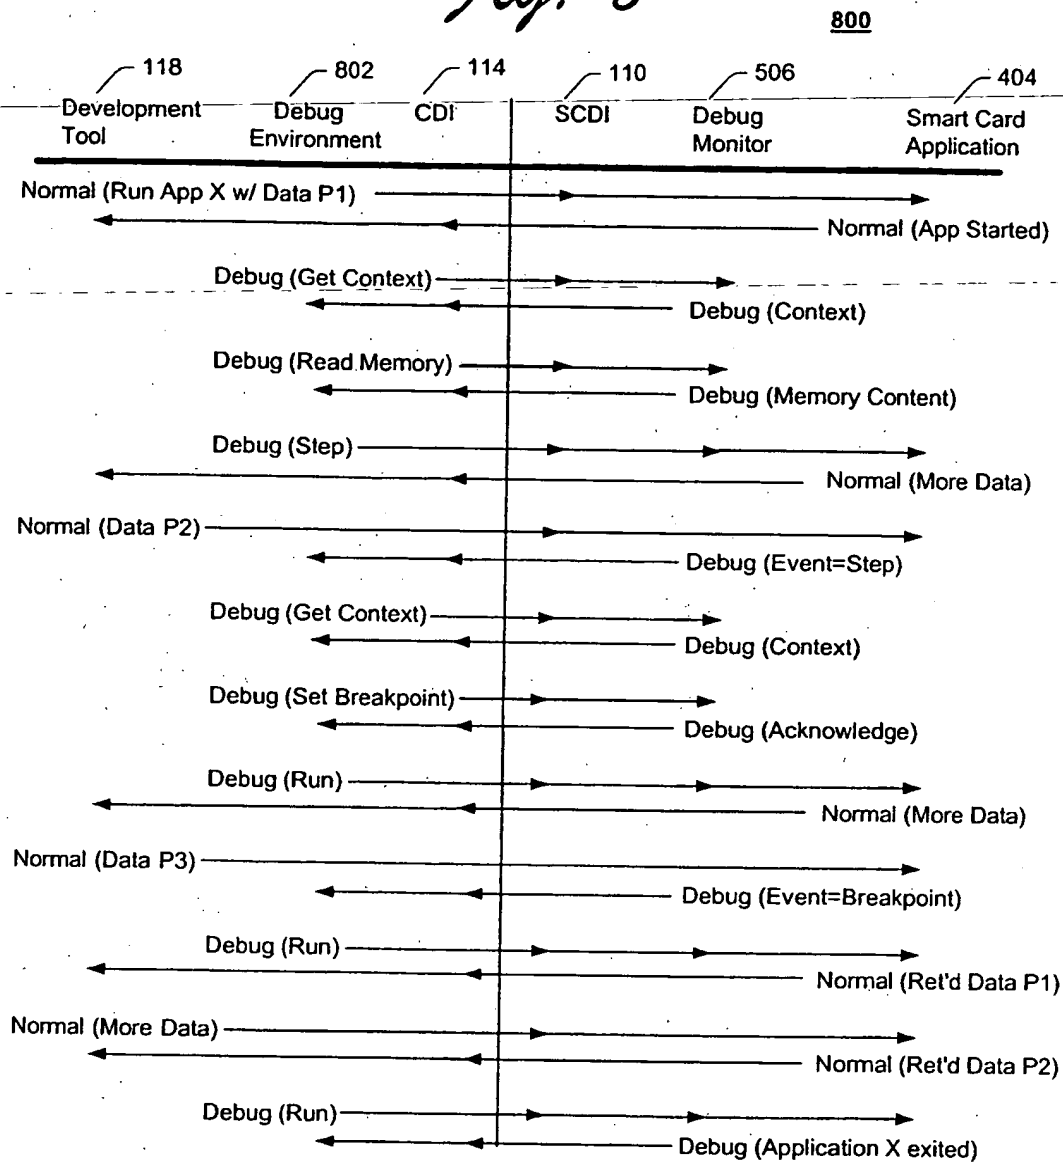 Fig. 8
800
118 802 114 110 506 404
Development Tool
Debug Environment
CDI
SCDI
Debug Monitor
Smart Card Application
Normal (Run App X w/ Data P1)
Normal (App Started)
Debug (Get Context)
Debug (Context)
Debug (Read Memory)
Debug (Memory Content)
Debug (Step)
Normal (More Data)
Normal (Data P2)
Debug (Event=Step)
Debug (Get Context)
Debug (Context)
Debug (Set Breakpoint)
Debug (Acknowledge)
Debug (Run)
Normal (More Data)
Normal (Data P3)
Debug (Event=Breakpoint)
Debug (Run)
Normal (Ret'd Data P1)
Normal (More Data)
Normal (Ret'd Data P2)
Debug (Run)
Debug (Application X exited)